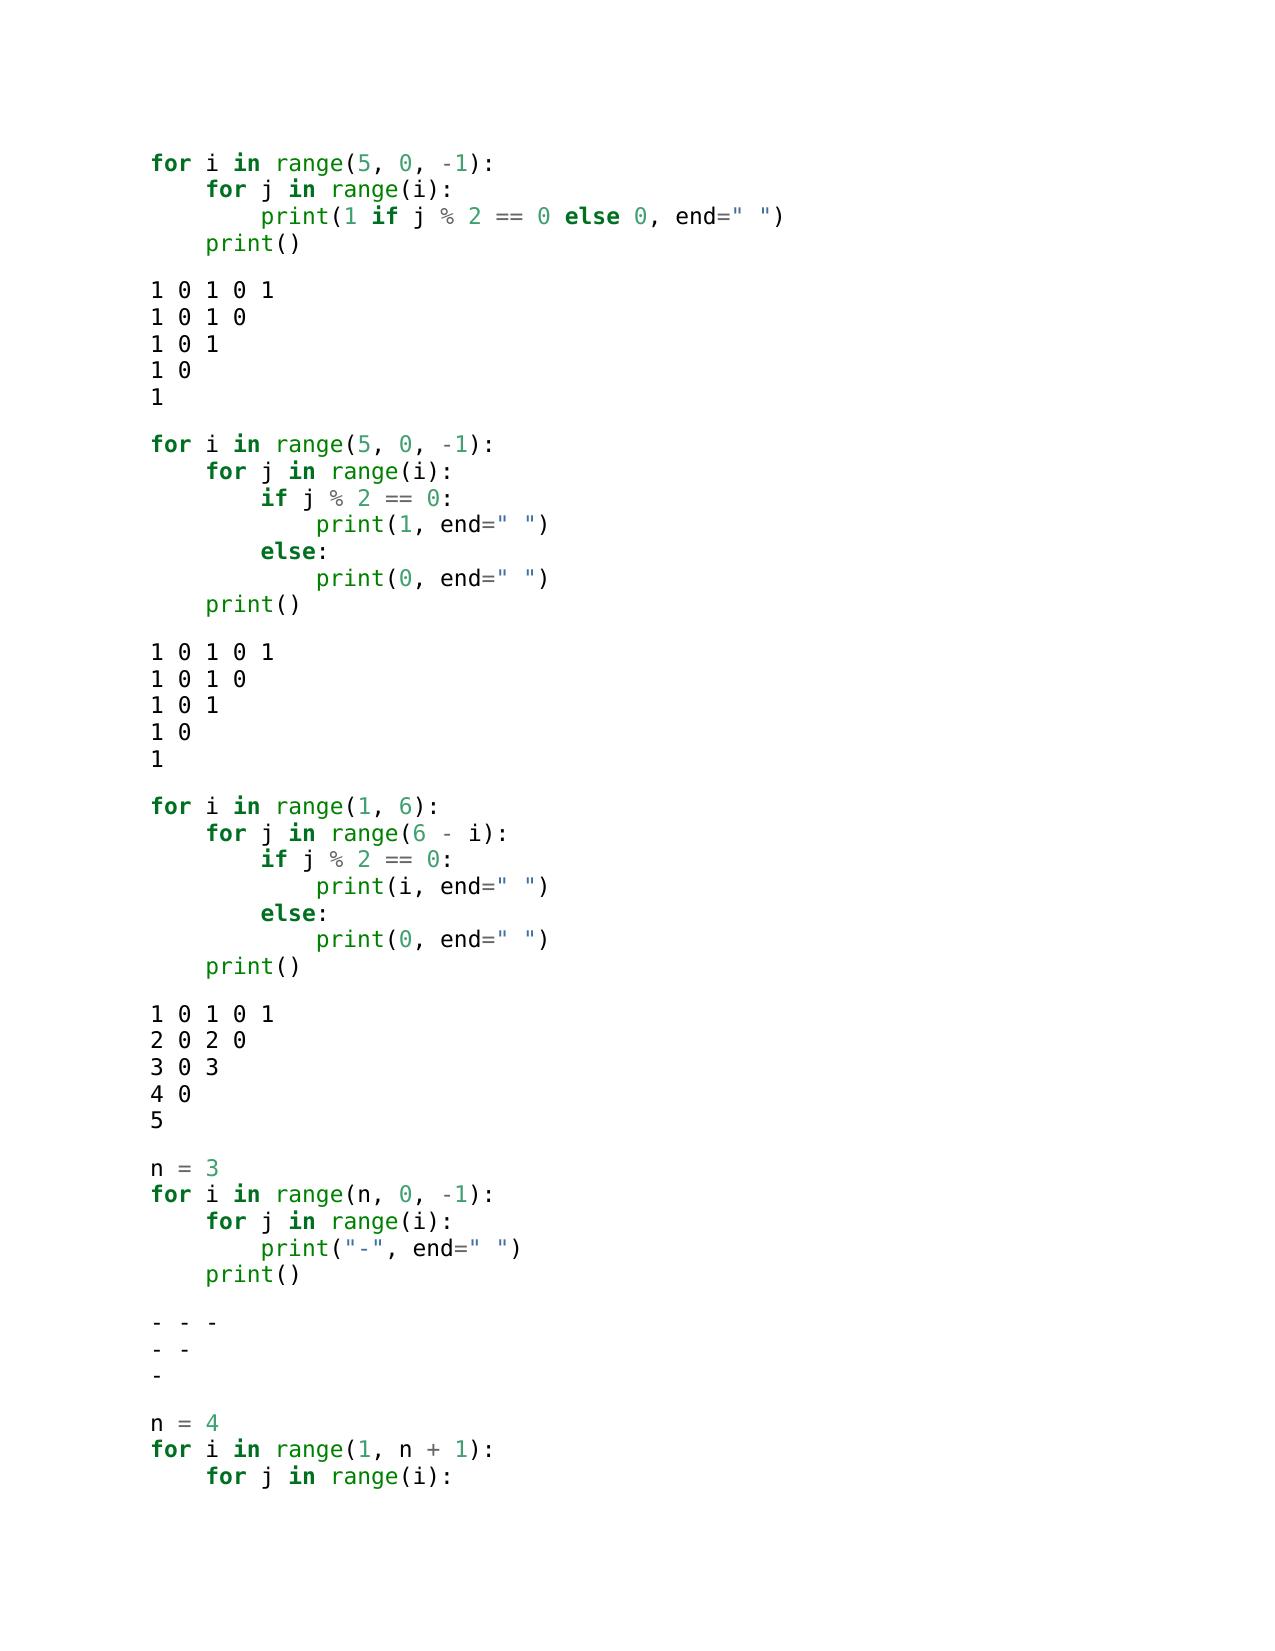 for i in range(5, 0, -1):
    for j in range(i):
        print(1 if j % 2 == 0 else 0, end=" ")
    print()
1 0 1 0 1
1 0 1 0
1 0 1
1 0
1
for i in range(5, 0, -1):
    for j in range(i):
        if j % 2 == 0:
            print(1, end=" ")
        else:
            print(0, end=" ")
    print()
1 0 1 0 1
1 0 1 0
1 0 1
1 0
1
for i in range(1, 6):
    for j in range(6 - i):
        if j % 2 == 0:
            print(i, end=" ")
        else:
            print(0, end=" ")
    print()
1 0 1 0 1
2 0 2 0
3 0 3
4 0
5
n = 3
for i in range(n, 0, -1):
    for j in range(i):
        print("-", end=" ")
    print()
- - -
- -
-
n = 4
for i in range(1, n + 1):
    for j in range(i):